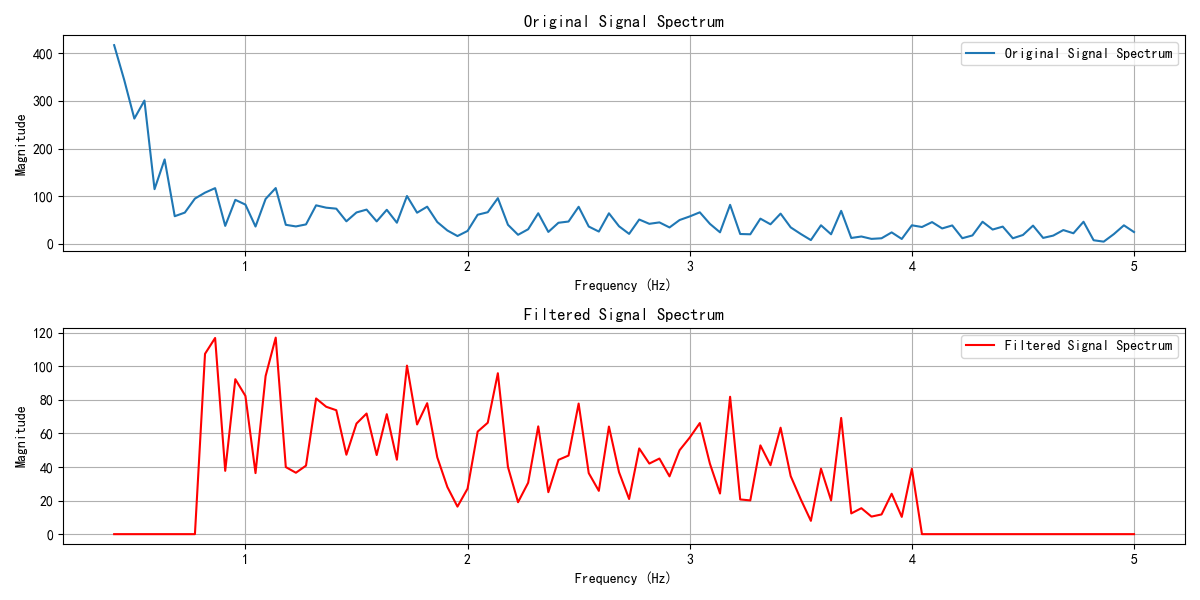 Original Signal Spectrum
Magnitude
400
300
200
100
0
Original Signal Spectrum
1
2
3
4
5
Frequency (Hz)
Filtered Signal Spectrum
Magnitude
120
100
80
60
40
20
0
Filtered Signal Spectrum
1
2
3
4
5
Frequency (Hz)